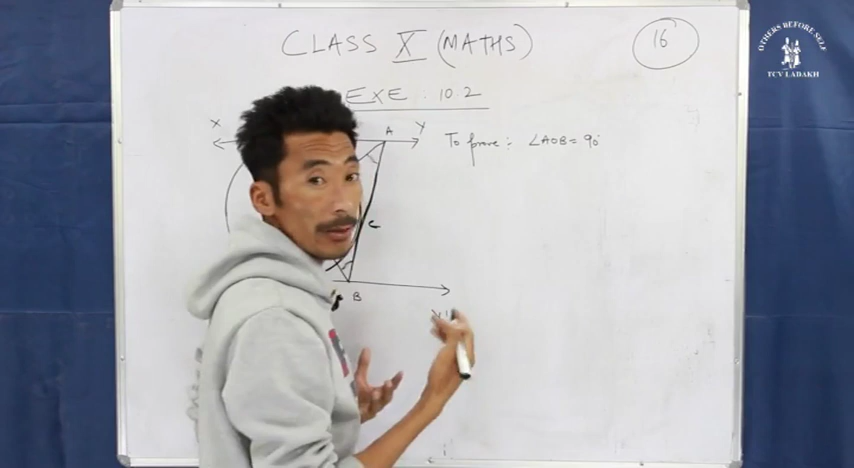 CLASS X (MATHS)
16
OTHERS BEFORE SELF
TCV LADAKH
EXE. 10.2
X
A
Y
To prove : ∠AOB = 90°
C
B